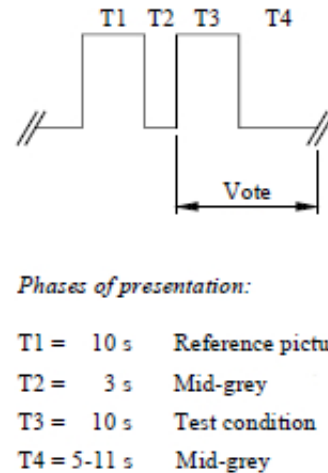 T1 T2 T3 T4
Vote
Phases of presentation:
T1 = 10 s Reference pictu
T2 = 3 s Mid-grey
T3 = 10 s Test condition
T4 = 5-11 s Mid-grey